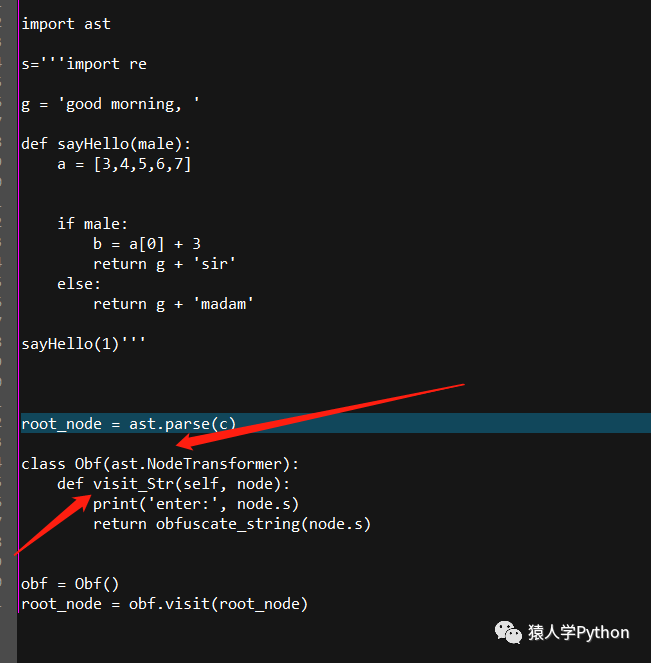 import ast
s='''import re
g = 'good morning, '
def sayHello(male):
    a = [3,4,5,6,7]
    if male:
        b = a[0] + 3
        return g + 'sir'
    else:
        return g + 'madam'
sayHello(1)'''
root_node = ast.parse(c)
class Obf(ast.NodeTransformer):
    def visit_Str(self, node):
        print('enter:', node.s)
        return obfuscate_string(node.s)
obf = Obf()
root_node = obf.visit(root_node)
猿人学Python